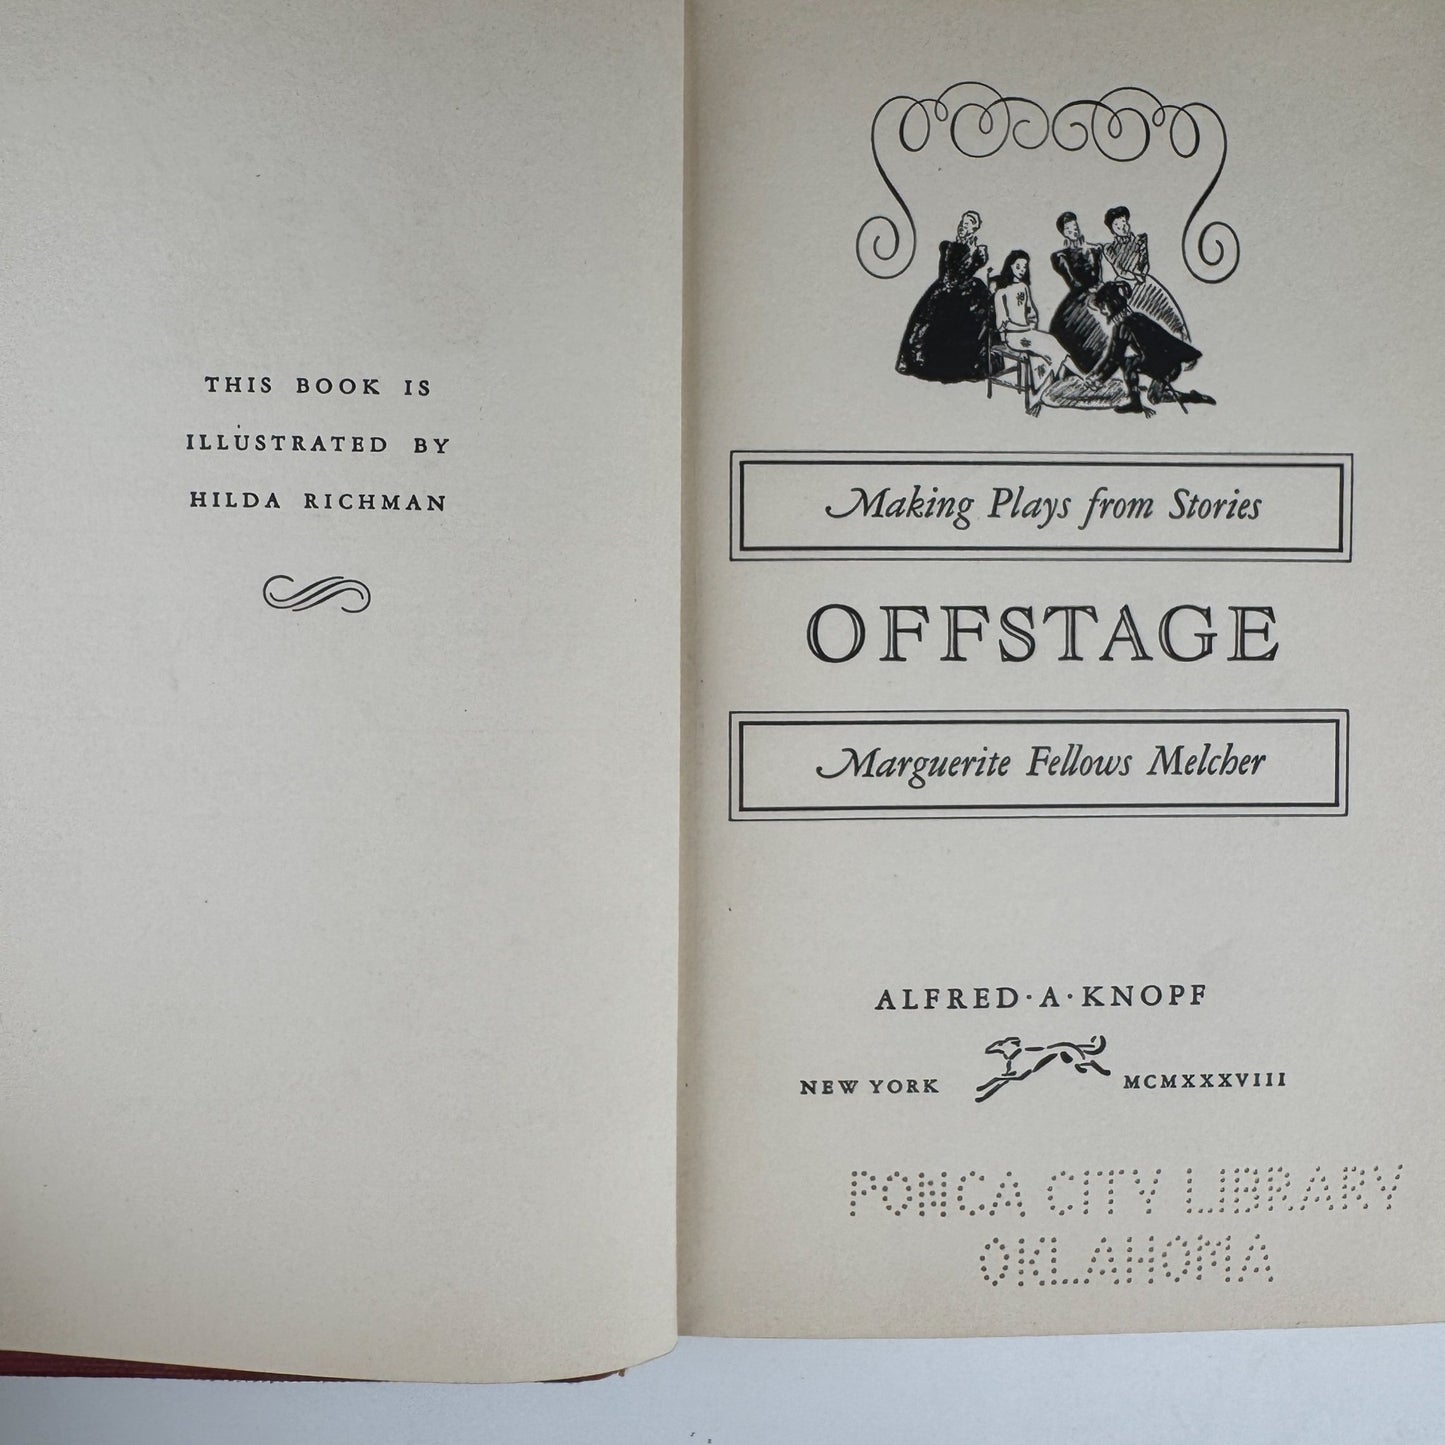 THIS BOOK IS
ILLUSTRATED BY
HILDA RICHMAN
Making Plays from Stories
OFFSTAGE
Marguerite Fellows Melcher
ALFRED·A·KNOPF
NEW YORK MCMXXXVIII
PONCA CITY LIBRARY
OKLAHOMA